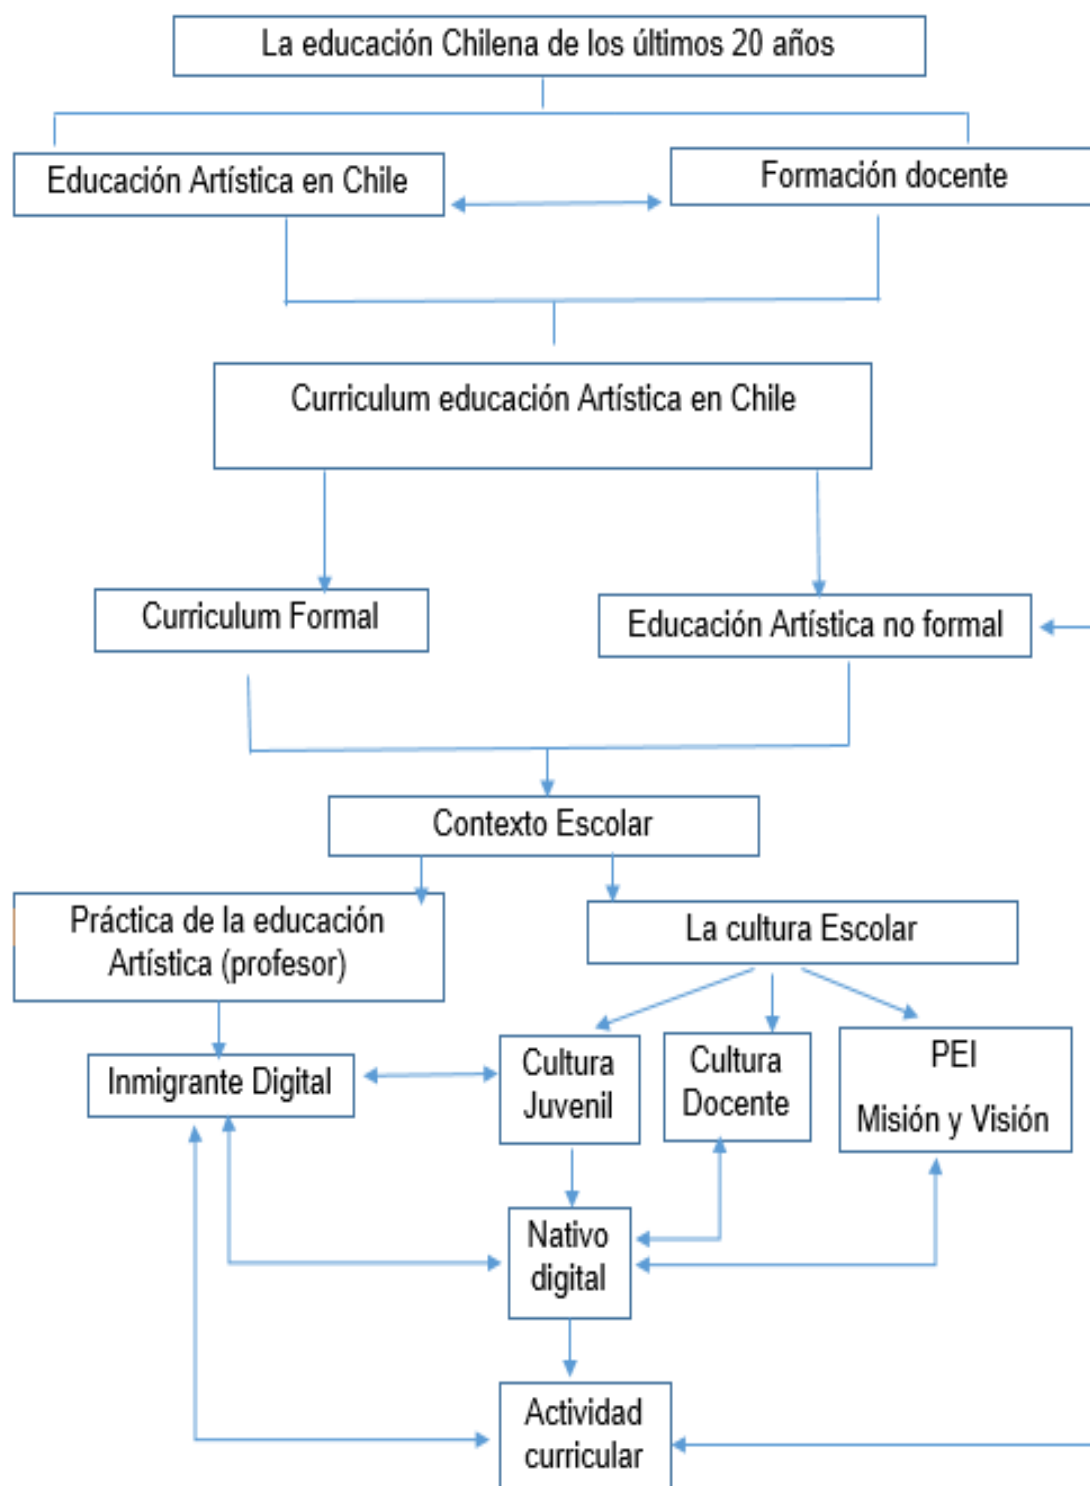 La educación Chilena de los últimos 20 años
Educación Artística en Chile
Formación docente
Curriculum educación Artística en Chile
Curriculum Formal
Educación Artística no formal
Contexto Escolar
Práctica de la educación
Artística (profesor)
La cultura Escolar
Inmigrante Digital
Cultura
Juvenil
Cultura
Docente
PEI
Misión y Visión
Nativo
digital
Actividad
curricular